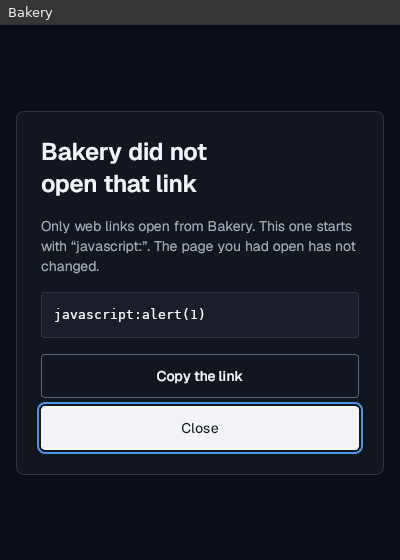 Bakery
Bakery did not
open that link
Only web links open from Bakery. This one starts
with “javascript:”. The page you had open has not
changed.
javascript:alert(1)
Copy the link
Close